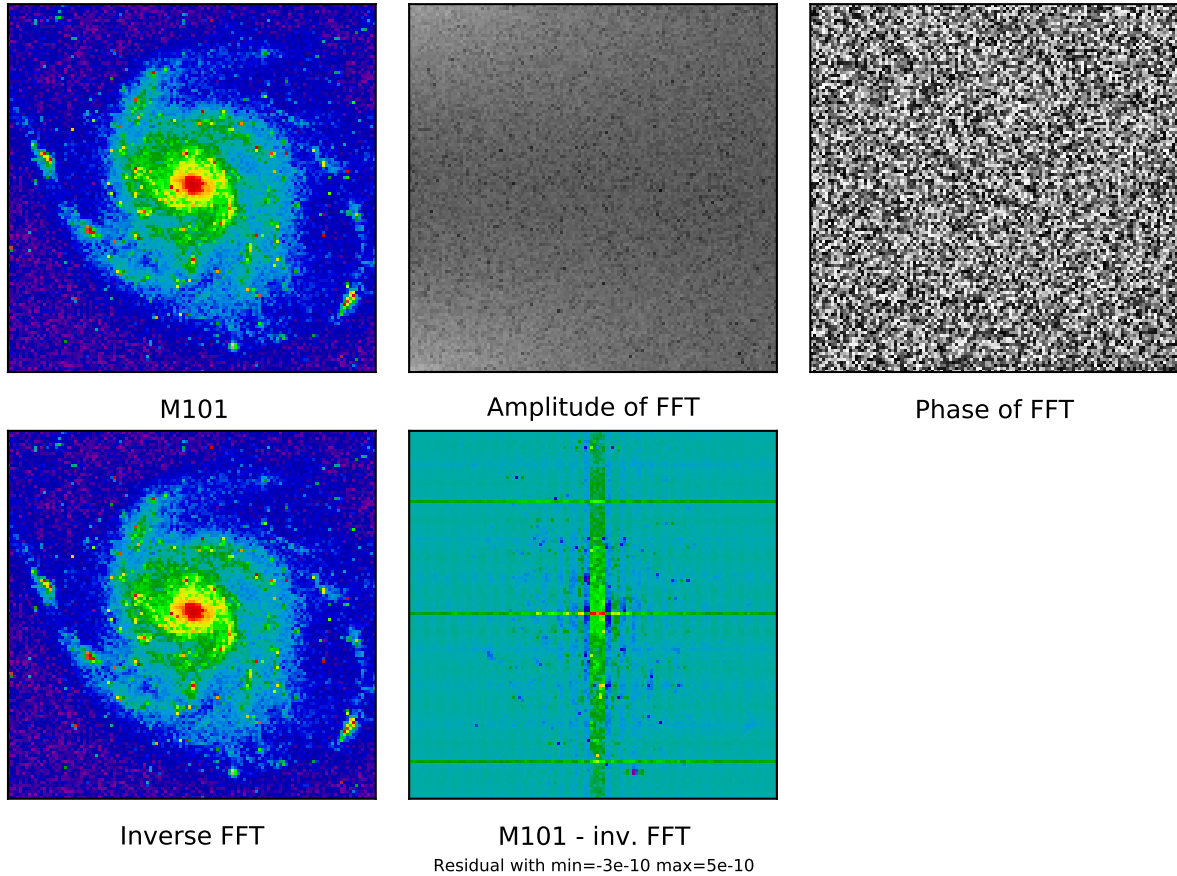 M101
Amplitude of FFT
Phase of FFT
Inverse FFT
M101 - inv. FFT
Residual with min=-3e-10 max=5e-10